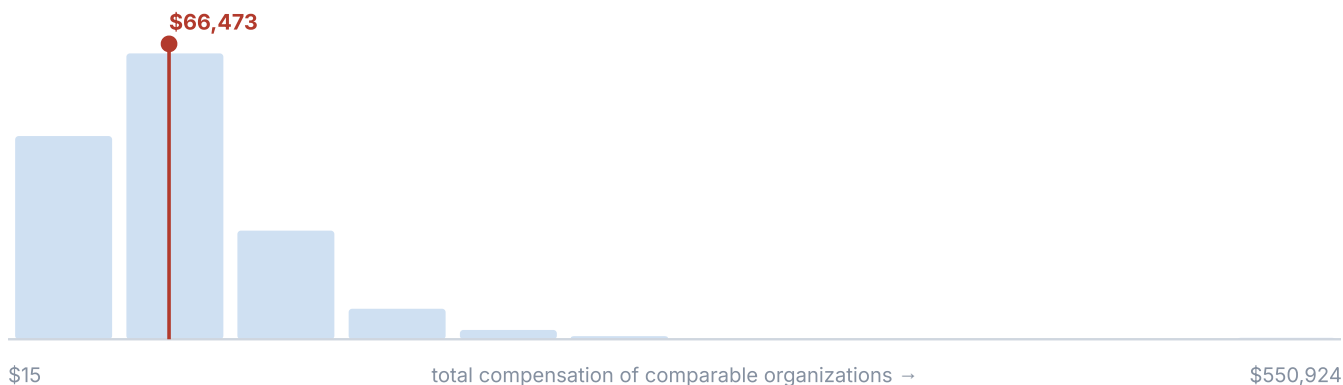 $66,473
$15 total compensation of comparable organizations → $550,924